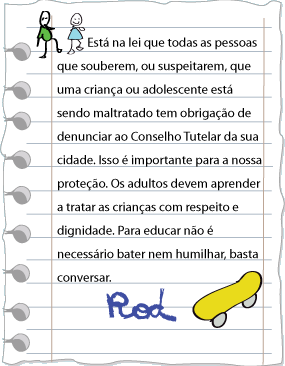 Está na lei que todas as pessoas
que souberem, ou suspeitarem, que
uma criança ou adolescente está
sendo maltratado tem obrigação de
denunciar ao Conselho Tutelar da sua
cidade. Isso é importante para a nossa
proteção. Os adultos devem aprender
a tratar as crianças com respeito e
dignidade. Para educar não é
necessário bater nem humilhar, basta
conversar.
Rod